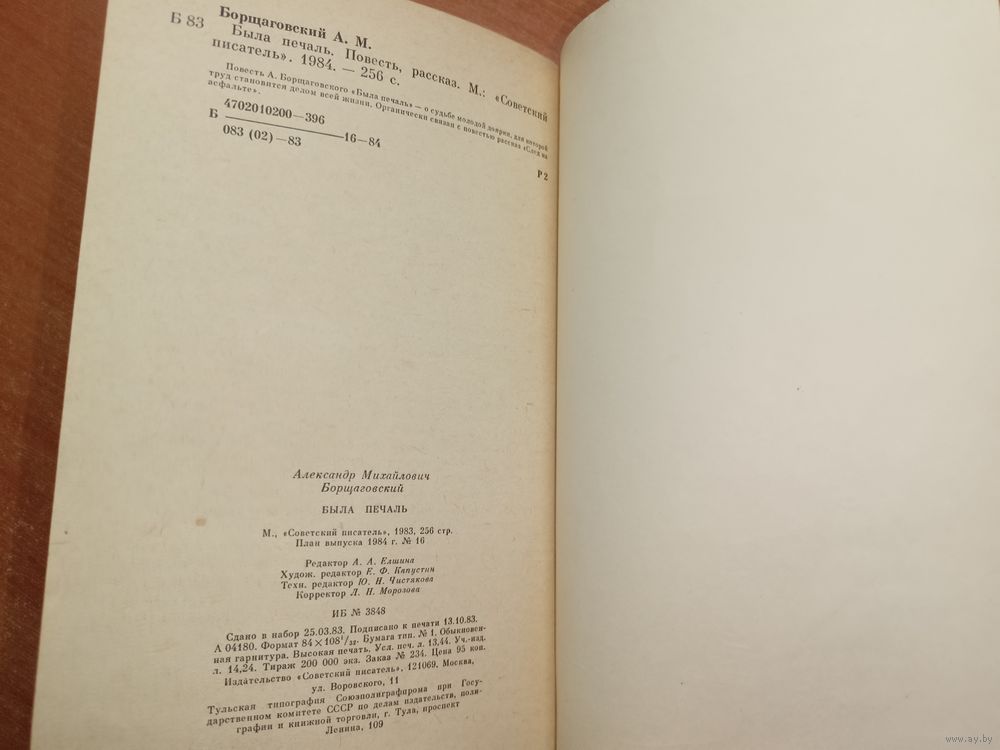 Борщаговский А. М.
Б 83
Была печаль. Повесть, рассказ. М.: «Советский
писатель». 1984. — 256 с.
Повесть А. Борщаговского «Была печаль» — о судьбе молодой доярки, для которой
труд становится делом всей жизни. Органически связан с повестью рассказ «След на
асфальте».
4702010200—396
Б 16—84
083 (02)—83
Р 2
Александр Михайлович
Борщаговский
БЫЛА ПЕЧАЛЬ
М., «Советский писатель», 1983, 256 стр.
План выпуска 1984 г. № 16
Редактор А. А. Елшина
Худож. редактор Е. Ф. Капустин
Техн. редактор Ю. Н. Чистякова
Корректор Л. Н. Морозова
ИБ № 3848
Сдано в набор 25.03.83. Подписано к печати 13.10.83.
А 04180. Формат 84×108¹/₃₂. Бумага тип. № 1. Обыкновен-
ная гарнитура. Высокая печать. Усл. печ. л. 13,44. Уч.-изд.
л. 14,24. Тираж 200 000 экз. Заказ № 234. Цена 95 коп.
Издательство «Советский писатель», 121069. Москва,
ул. Воровского, 11
Тульская типография Союзполиграфпрома при Госу-
дарственном комитете СССР по делам издательств, поли-
графии и книжной торговли, г. Тула, проспект
Ленина, 109
www.ay.by